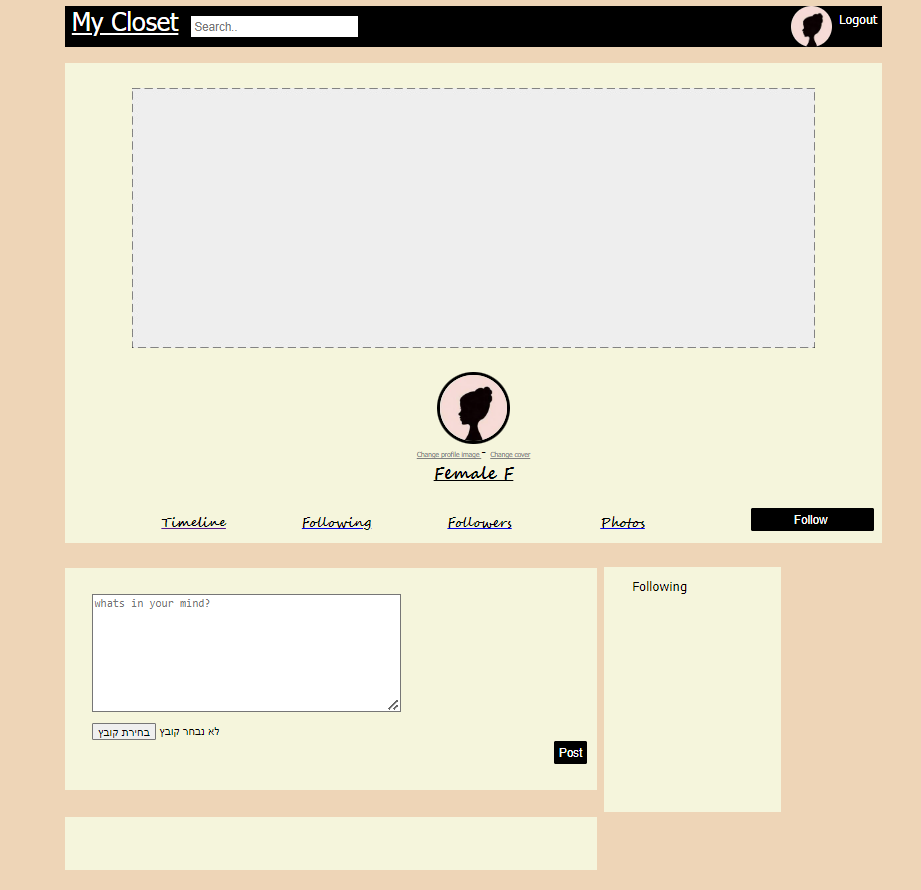 My Closet Search.. Logout
Change profile image - Change cover
Female F
Timeline Following Followers Photos Follow
Following
whats in your mind?
בחירת קובץ לא נבחר קובץ
Post